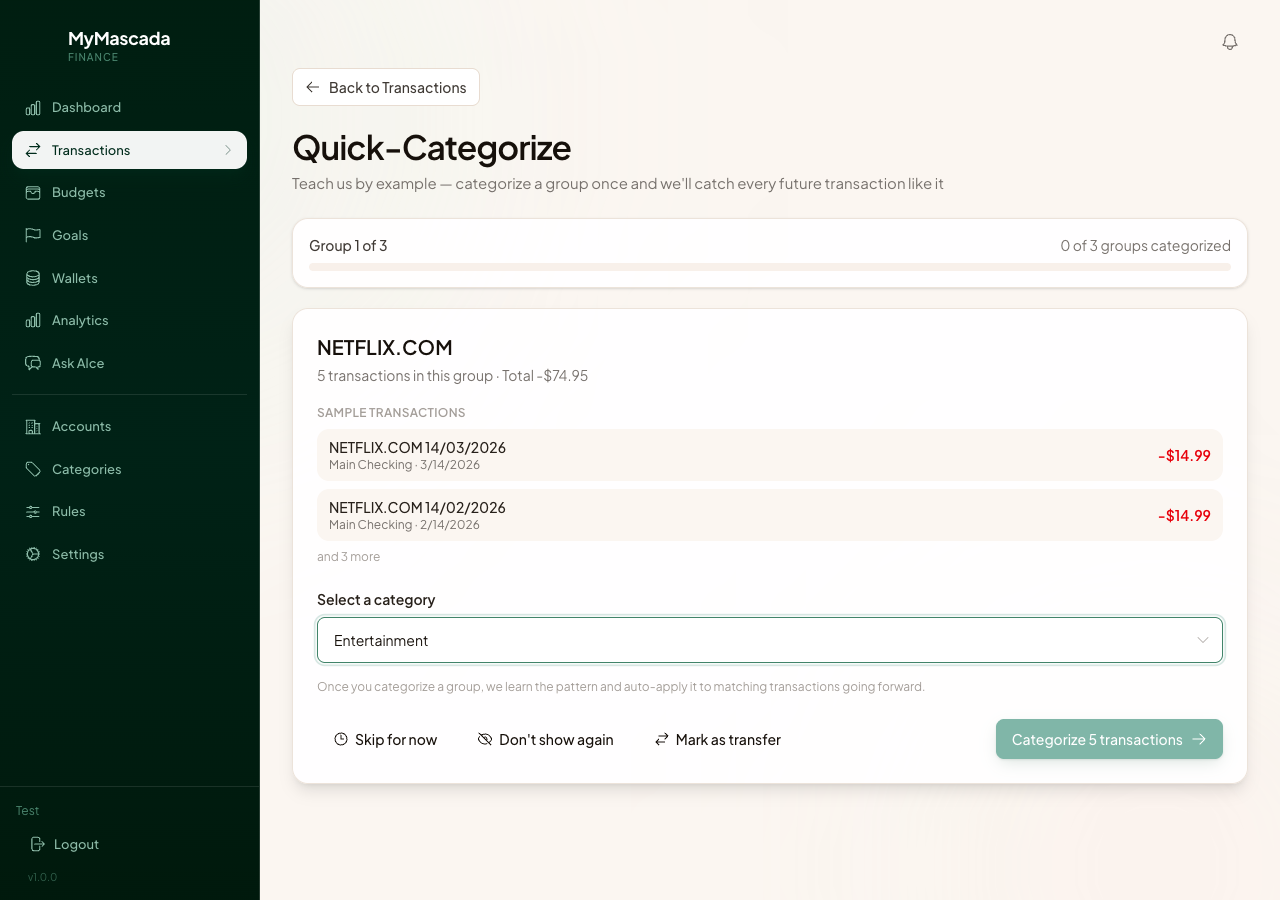 MyMascada
FINANCE
Dashboard
Transactions
Budgets
Goals
Wallets
Analytics
Ask AIce
Accounts
Categories
Rules
Settings
Test
Logout
v1.0.0
Back to Transactions
Quick-Categorize
Teach us by example — categorize a group once and we'll catch every future transaction like it
Group 1 of 3
0 of 3 groups categorized
NETFLIX.COM
5 transactions in this group · Total -$74.95
SAMPLE TRANSACTIONS
NETFLIX.COM 14/03/2026
Main Checking · 3/14/2026
-$14.99
NETFLIX.COM 14/02/2026
Main Checking · 2/14/2026
-$14.99
and 3 more
Select a category
Entertainment
Once you categorize a group, we learn the pattern and auto-apply it to matching transactions going forward.
Skip for now
Don't show again
Mark as transfer
Categorize 5 transactions